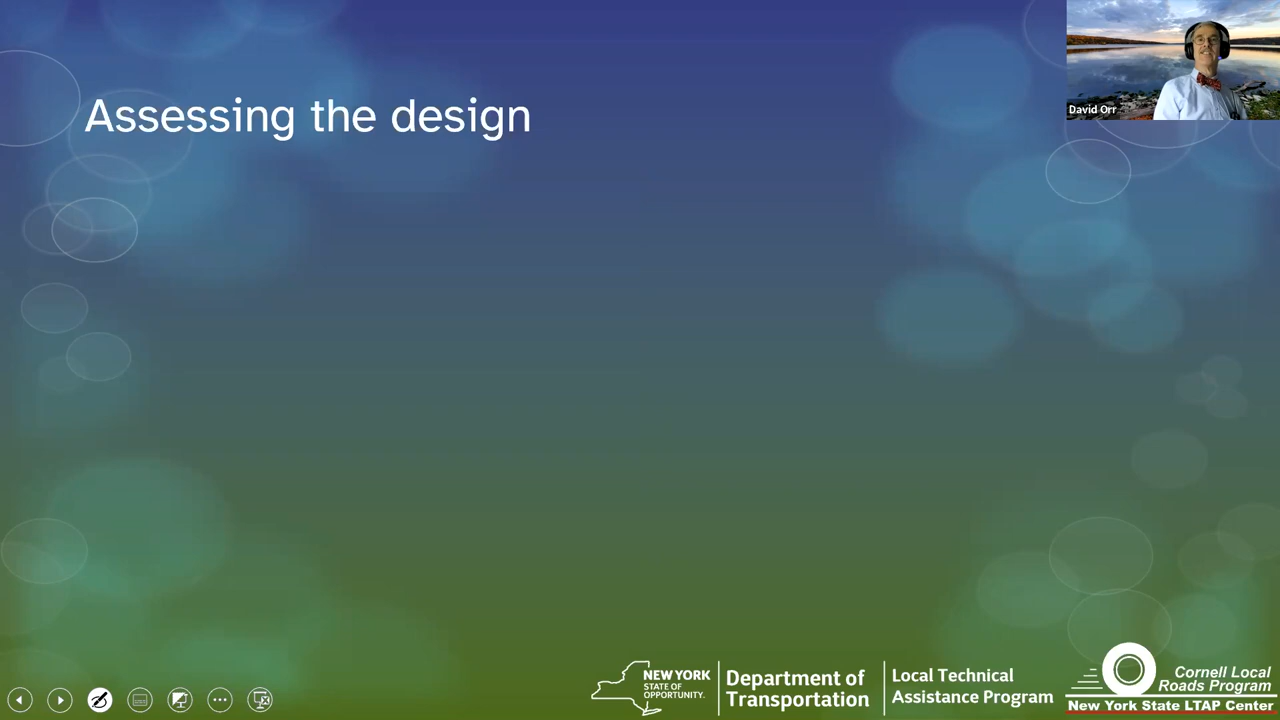 David Orr
Assessing the design
NEW YORK
STATE OF
OPPORTUNITY.
Department of
Transportation
Local Technical
Assistance Program
Cornell Local
Roads Program
New York State LTAP Center